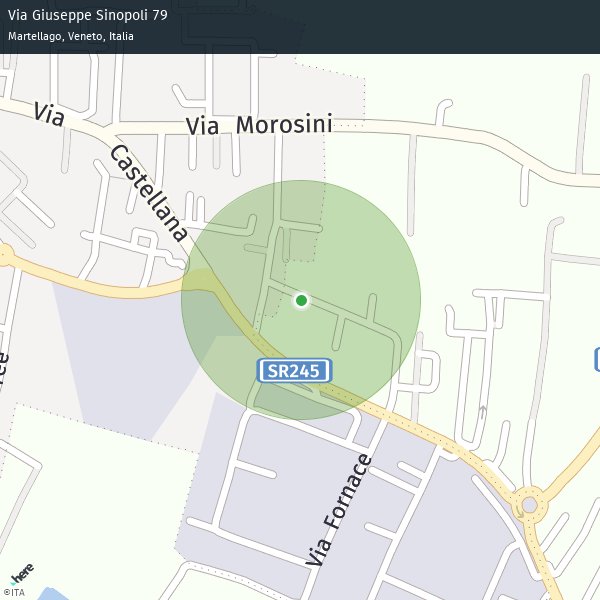 Via Giuseppe Sinopoli 79
Martellago, Veneto, Italia
Via
Via Morosini
Castellana
SR245
Via Fornace
here
©ITA